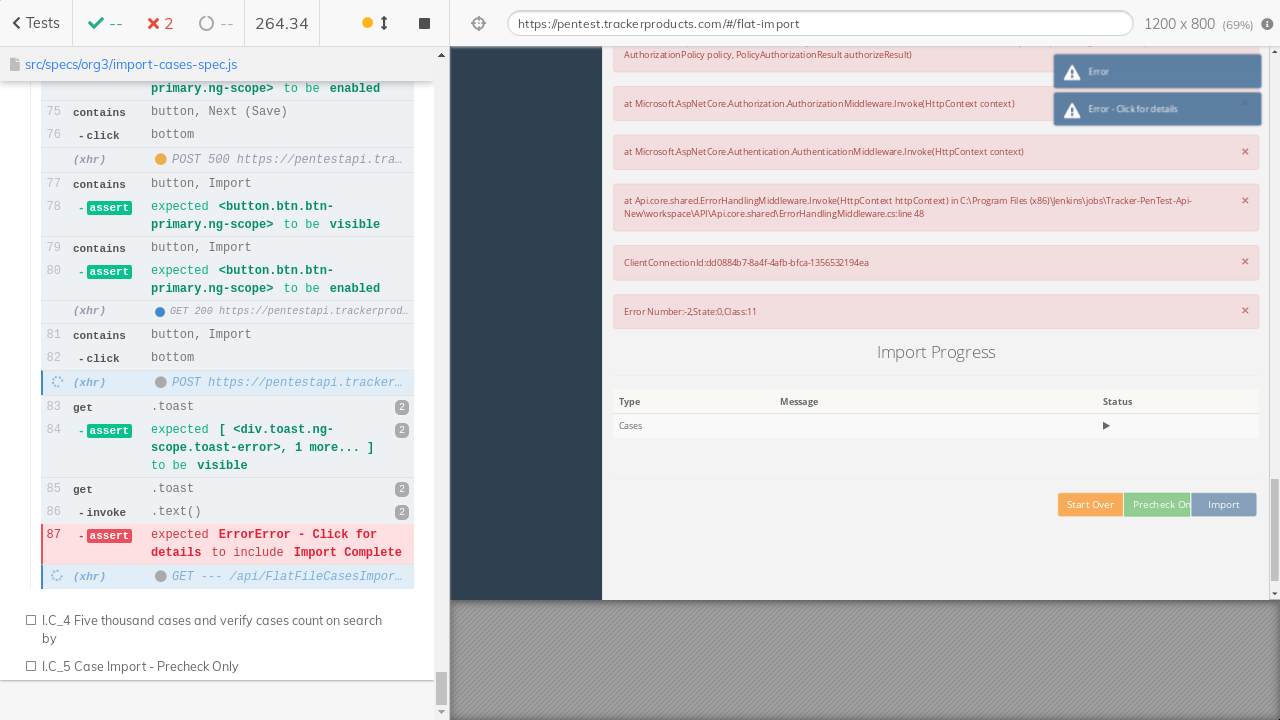 Tests
--
2
--
264.34
https://pentest.trackerproducts.com/#/flat-import
1200 x 800 (69%)
src/specs/org3/import-cases-spec.js
primary.ng-scope> to be enabled
75 contains button, Next (Save)
76 - click bottom
(xhr) POST 500 https://pentestapi.tra…
77 contains button, Import
78 - assert expected <button.btn.btn-
primary.ng-scope> to be visible
79 contains button, Import
80 - assert expected <button.btn.btn-
primary.ng-scope> to be enabled
(xhr) GET 200 https://pentestapi.trackerprod…
81 contains button, Import
82 - click bottom
(xhr) POST https://pentestapi.tracker…
83 get .toast 2
84 - assert expected [ <div.toast.ng- 2
scope.toast-error>, 1 more... ]
to be visible
85 get .toast 2
86 - invoke .text() 2
87 - assert expected ErrorError - Click for
details to include Import Complete
(xhr) GET --- /api/FlatFileCasesImpor…
I.C_4 Five thousand cases and verify cases count on search
by
I.C_5 Case Import - Precheck Only
AuthorizationPolicy policy, PolicyAuthorizationResult authorizeResult)
Error
Error - Click for details
at Microsoft.AspNetCore.Authorization.AuthorizationMiddleware.Invoke(HttpContext context)
at Microsoft.AspNetCore.Authentication.AuthenticationMiddleware.Invoke(HttpContext context) ×
at Api.core.shared.ErrorHandlingMiddleware.Invoke(HttpContext httpContext) in C:\Program Files (x86)\Jenkins\jobs\Tracker-PenTest-Api- ×
New\workspace\API\Api.core.shared\ErrorHandlingMiddleware.cs:line 48
ClientConnectionId:dd0884b7-8a4f-4afb-bfca-1356532194ea ×
Error Number:-2,State:0,Class:11 ×
Import Progress
Type Message Status
Cases
Start Over Precheck On Import